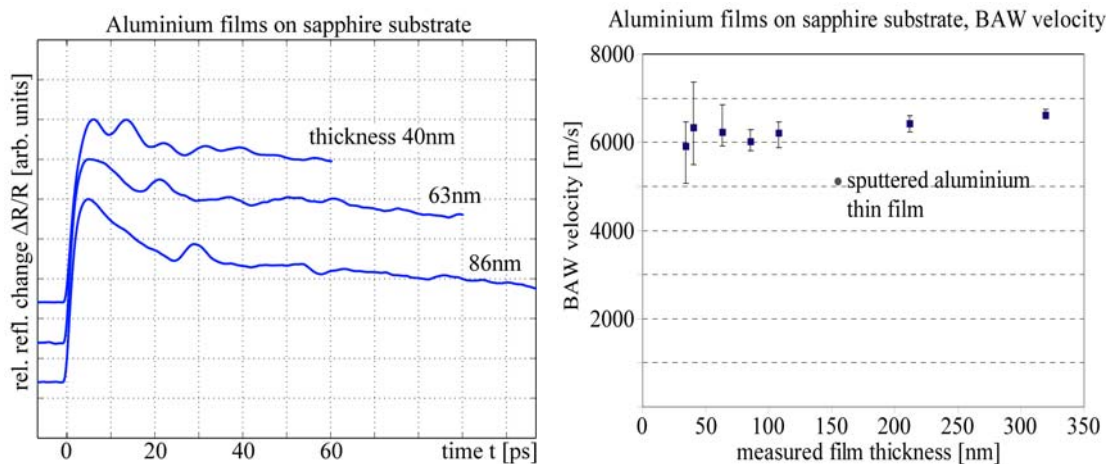 Aluminium films on sapphire substrate
rel. refl. change ΔR/R [arb. units]
thickness 40nm
63nm
86nm
0
20
40
60
time t [ps]
Aluminium films on sapphire substrate, BAW velocity
BAW velocity [m/s]
8000
6000
4000
2000
sputtered aluminium
thin film
0
50
100
150
200
250
300
350
measured film thickness [nm]